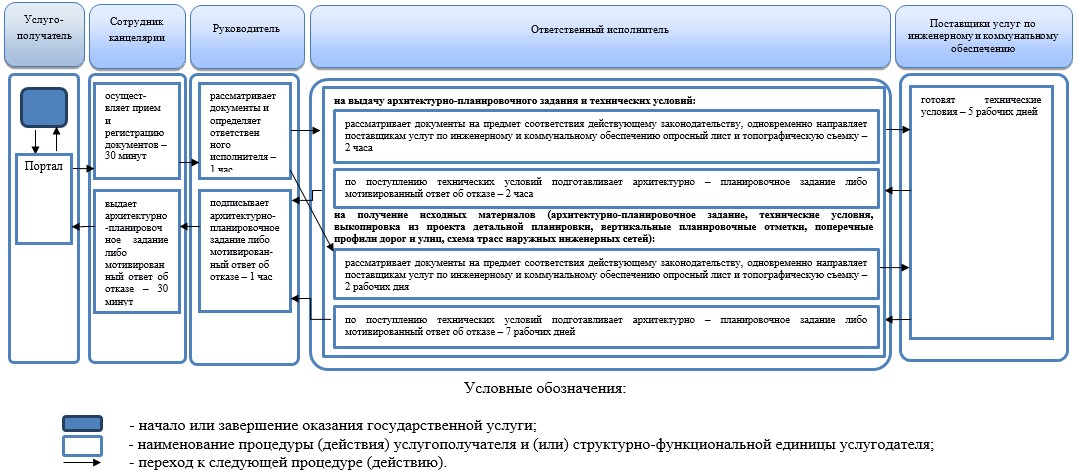 Услуго-
получатель
Сотрудник
канцелярии
Руководитель
Ответственный исполнитель
Поставщики услуг по
инженерному и коммунальному
обеспечению
Портал
осущест-
вляет прием
и
регистрацию
документов –
30 минут
выдает
архитектурно
-планировоч
ное задание
либо
мотивирован
ный ответ об
отказе – 30
минут
рассматривает
документы и
определяет
ответствен
ного
исполнителя –
1 час
подписывает
архитектурно-
планировочное
задание либо
мотивирован-
ный ответ об
отказе – 1 час
на выдачу архитектурно-планировочного задания и технических условий:
рассматривает документы на предмет соответствия действующему законодательству, одновременно направляет
поставщикам услуг по инженерному и коммунальному обеспечению опросный лист и топографическую съемку –
2 часа
по поступлению технических условий подготавливает архитектурно – планировочное задание либо
мотивированный ответ об отказе – 2 часа
на получение исходных материалов (архитектурно-планировочное задание, технические условия,
выкопировка из проекта детальной планировки, вертикальные планировочные отметки, поперечные
профили дорог и улиц, схема трасс наружных инженерных сетей):
рассматривает документы на предмет соответствия действующему законодательству, одновременно направляет
поставщикам услуг по инженерному и коммунальному обеспечению опросный лист и топографическую съемку –
2 рабочих дня
по поступлению технических условий подготавливает архитектурно – планировочное задание либо
мотивированный ответ об отказе – 7 рабочих дней
готовят технические
условия – 5 рабочих дней
Условные обозначения:
- начало или завершение оказания государственной услуги;
- наименование процедуры (действия) услугополучателя и (или) структурно-функциональной единицы услугодателя;
- переход к следующей процедуре (действию).